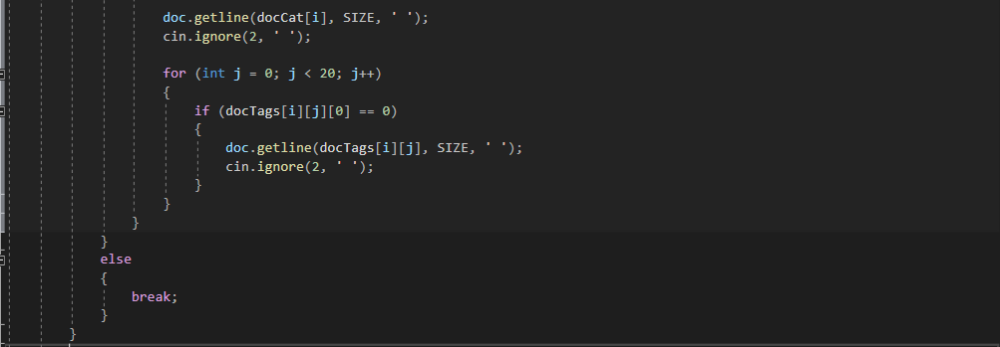 doc.getline(docCat[i], SIZE, ' ');
cin.ignore(2, ' ');
for (int j = 0; j < 20; j++)
{
if (docTags[i][j][0] == 0)
{
doc.getline(docTags[i][j], SIZE, ' ');
cin.ignore(2, ' ');
}
}
}
}
else
{
break;
}
}